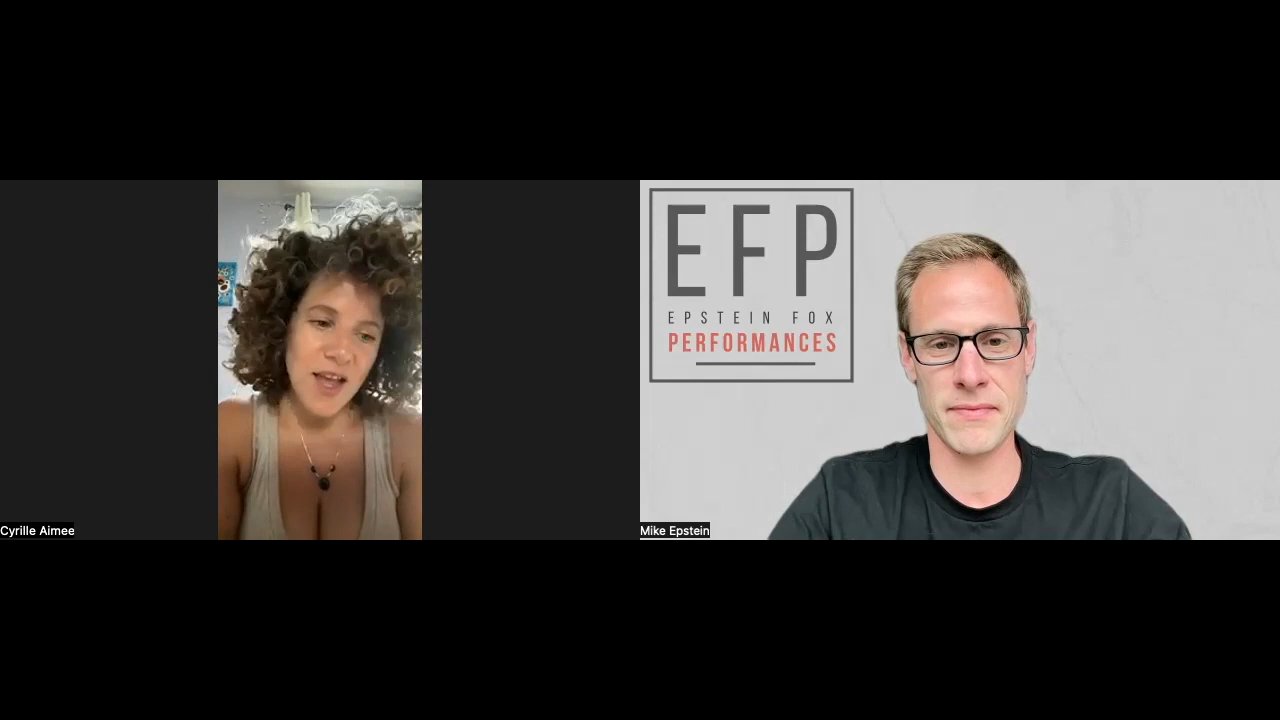 EFP
EPSTEIN FOX
PERFORMANCES
Cyrille Aimee
Mike Epstein